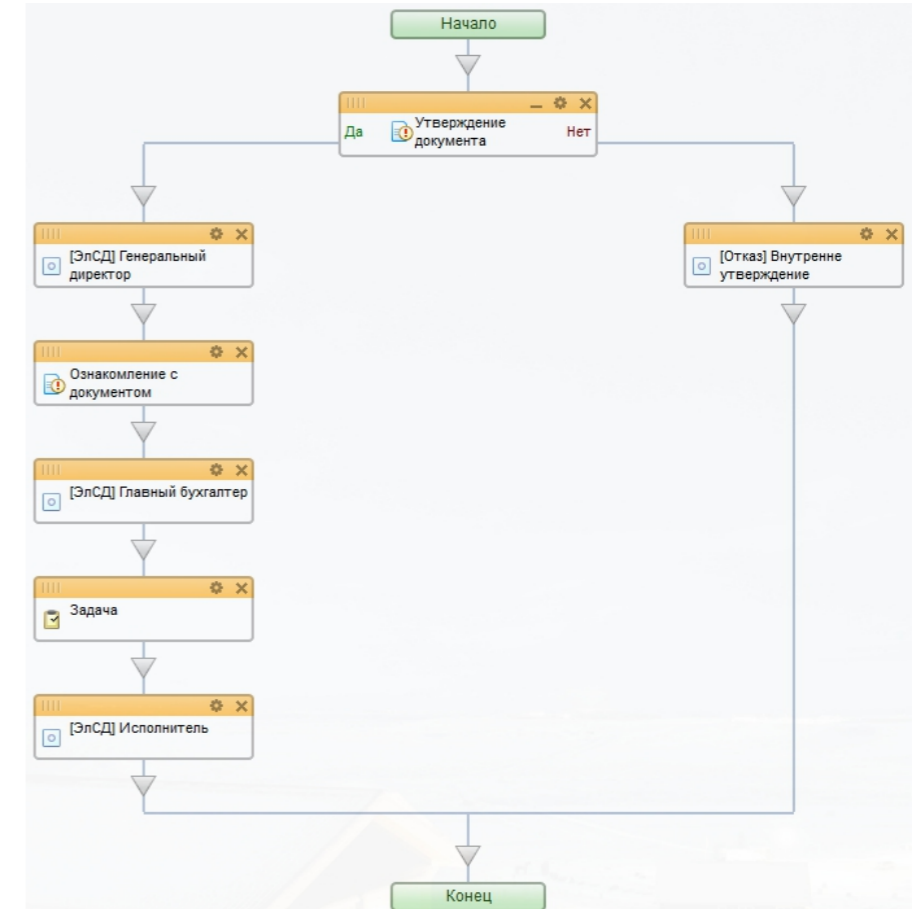 Начало
Да
Утверждение
документа
Нет
[ЭлСД] Генеральный
директор
[Отказ] Внутренне
утверждение
Ознакомление с
документом
[ЭлСД] Главный бухгалтер
Задача
[ЭлСД] Исполнитель
Конец